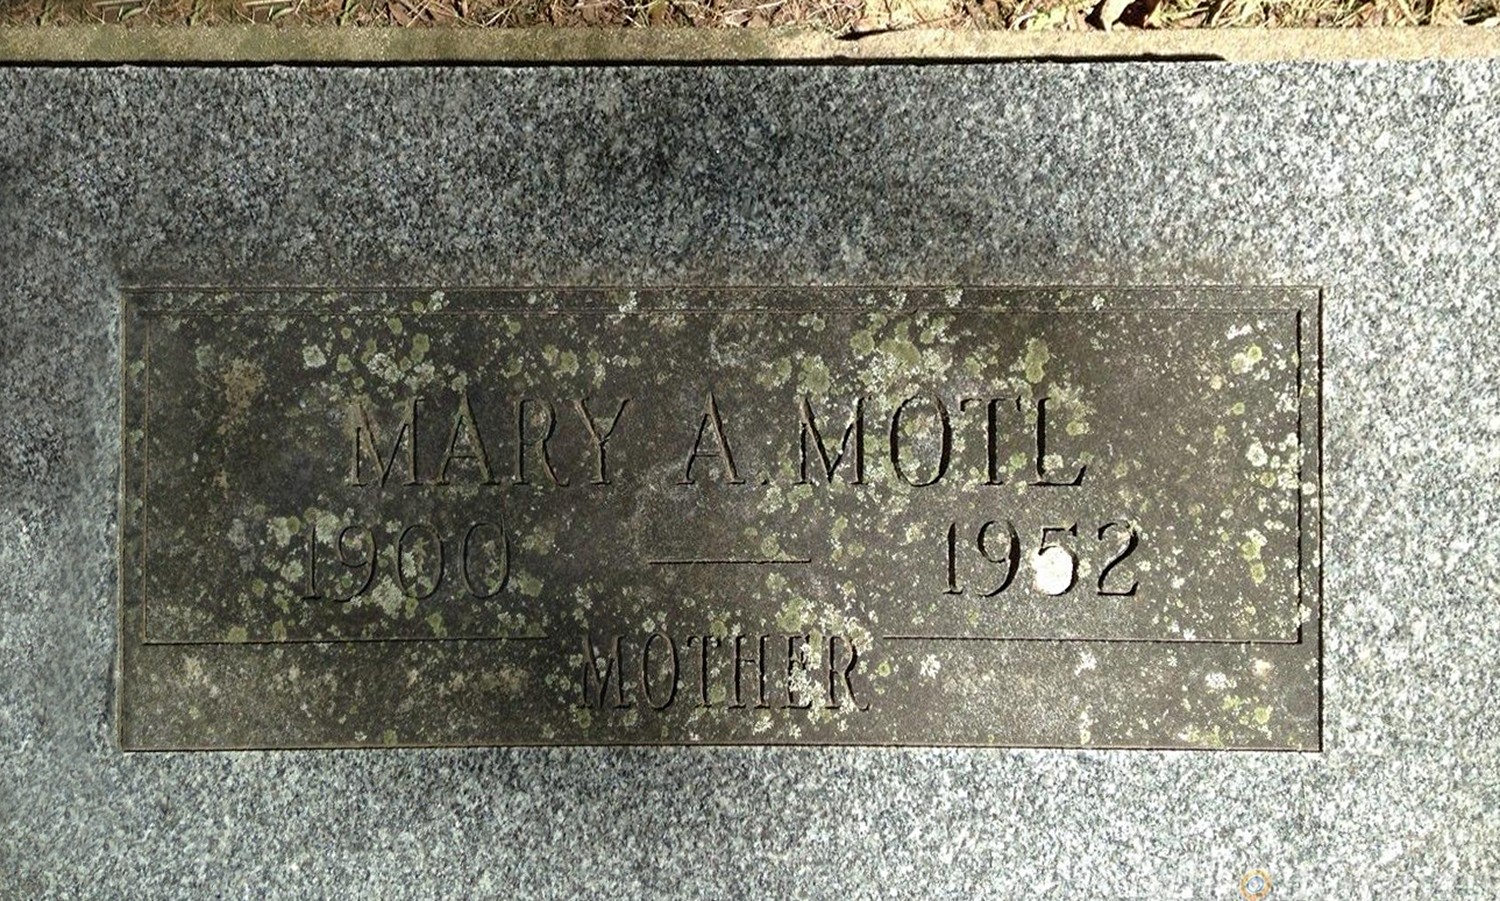 MARY A. MOTL
1900 — 1952
MOTHER